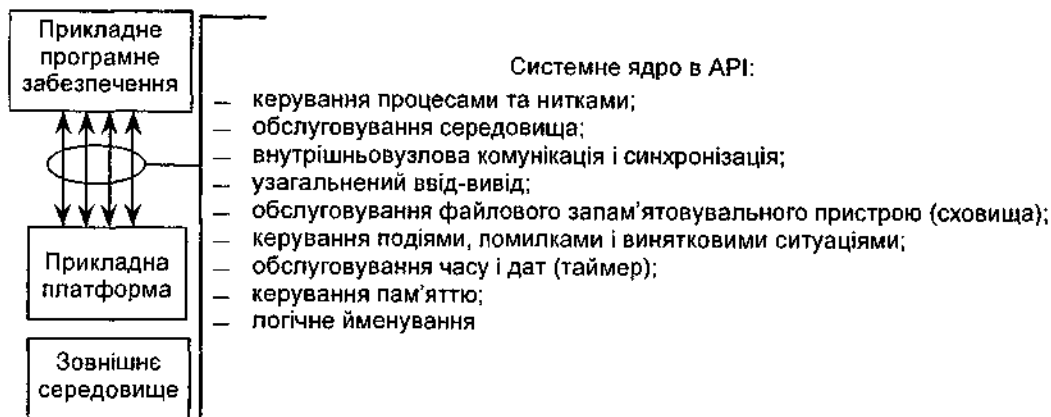 Прикладне
програмне
забезпечення
Системне ядро в АРІ:
— керування процесами та нитками;
— обслуговування середовища;
— внутрішньовузлова комунікація і синхронізація;
— узагальнений ввід-вивід;
— обслуговування файлового запам'ятовувального пристрою (сховища);
— керування подіями, помилками і винятковими ситуаціями;
— обслуговування часу і дат (таймер);
— керування пам'яттю;
— логічне йменування
Прикладна
платформа
Зовнішнє
середовище